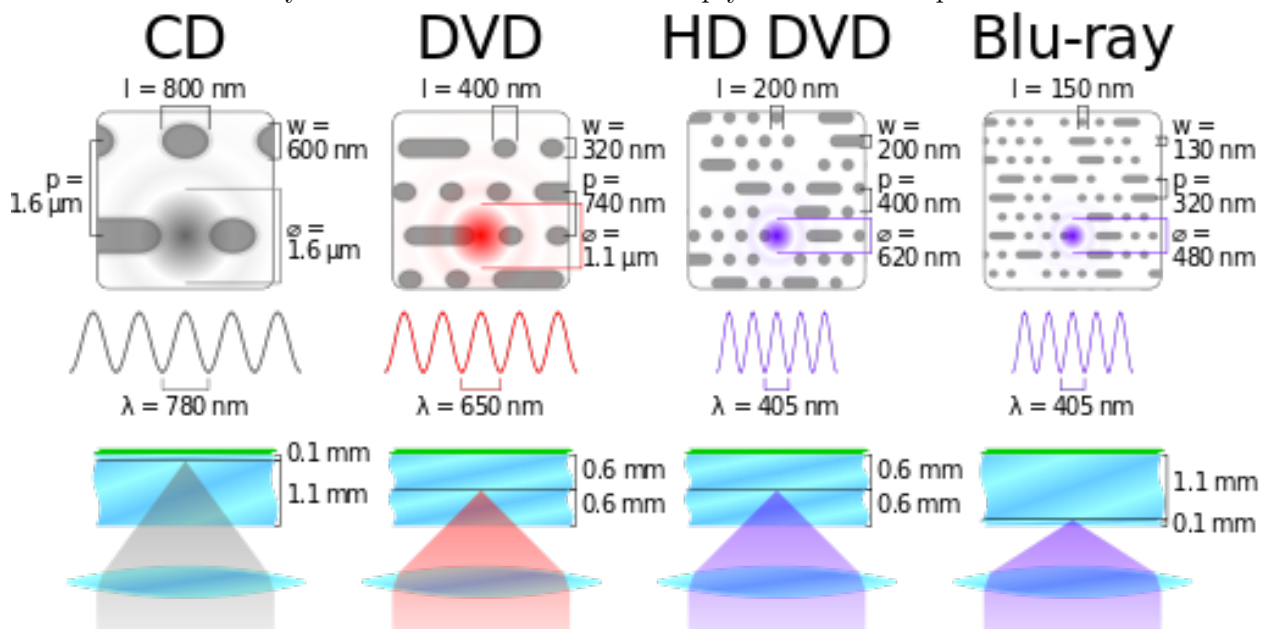 CD
l = 800 nm
w =
600 nm
p =
1.6 µm
⌀ =
1.6 µm
λ = 780 nm
0.1 mm
1.1 mm
DVD
l = 400 nm
w =
320 nm
p =
740 nm
⌀ =
1.1 µm
λ = 650 nm
0.6 mm
0.6 mm
HD DVD
l = 200 nm
w =
200 nm
p =
400 nm
⌀ =
620 nm
λ = 405 nm
0.6 mm
0.6 mm
Blu-ray
l = 150 nm
w =
130 nm
p =
320 nm
⌀ =
480 nm
λ = 405 nm
1.1 mm
0.1 mm